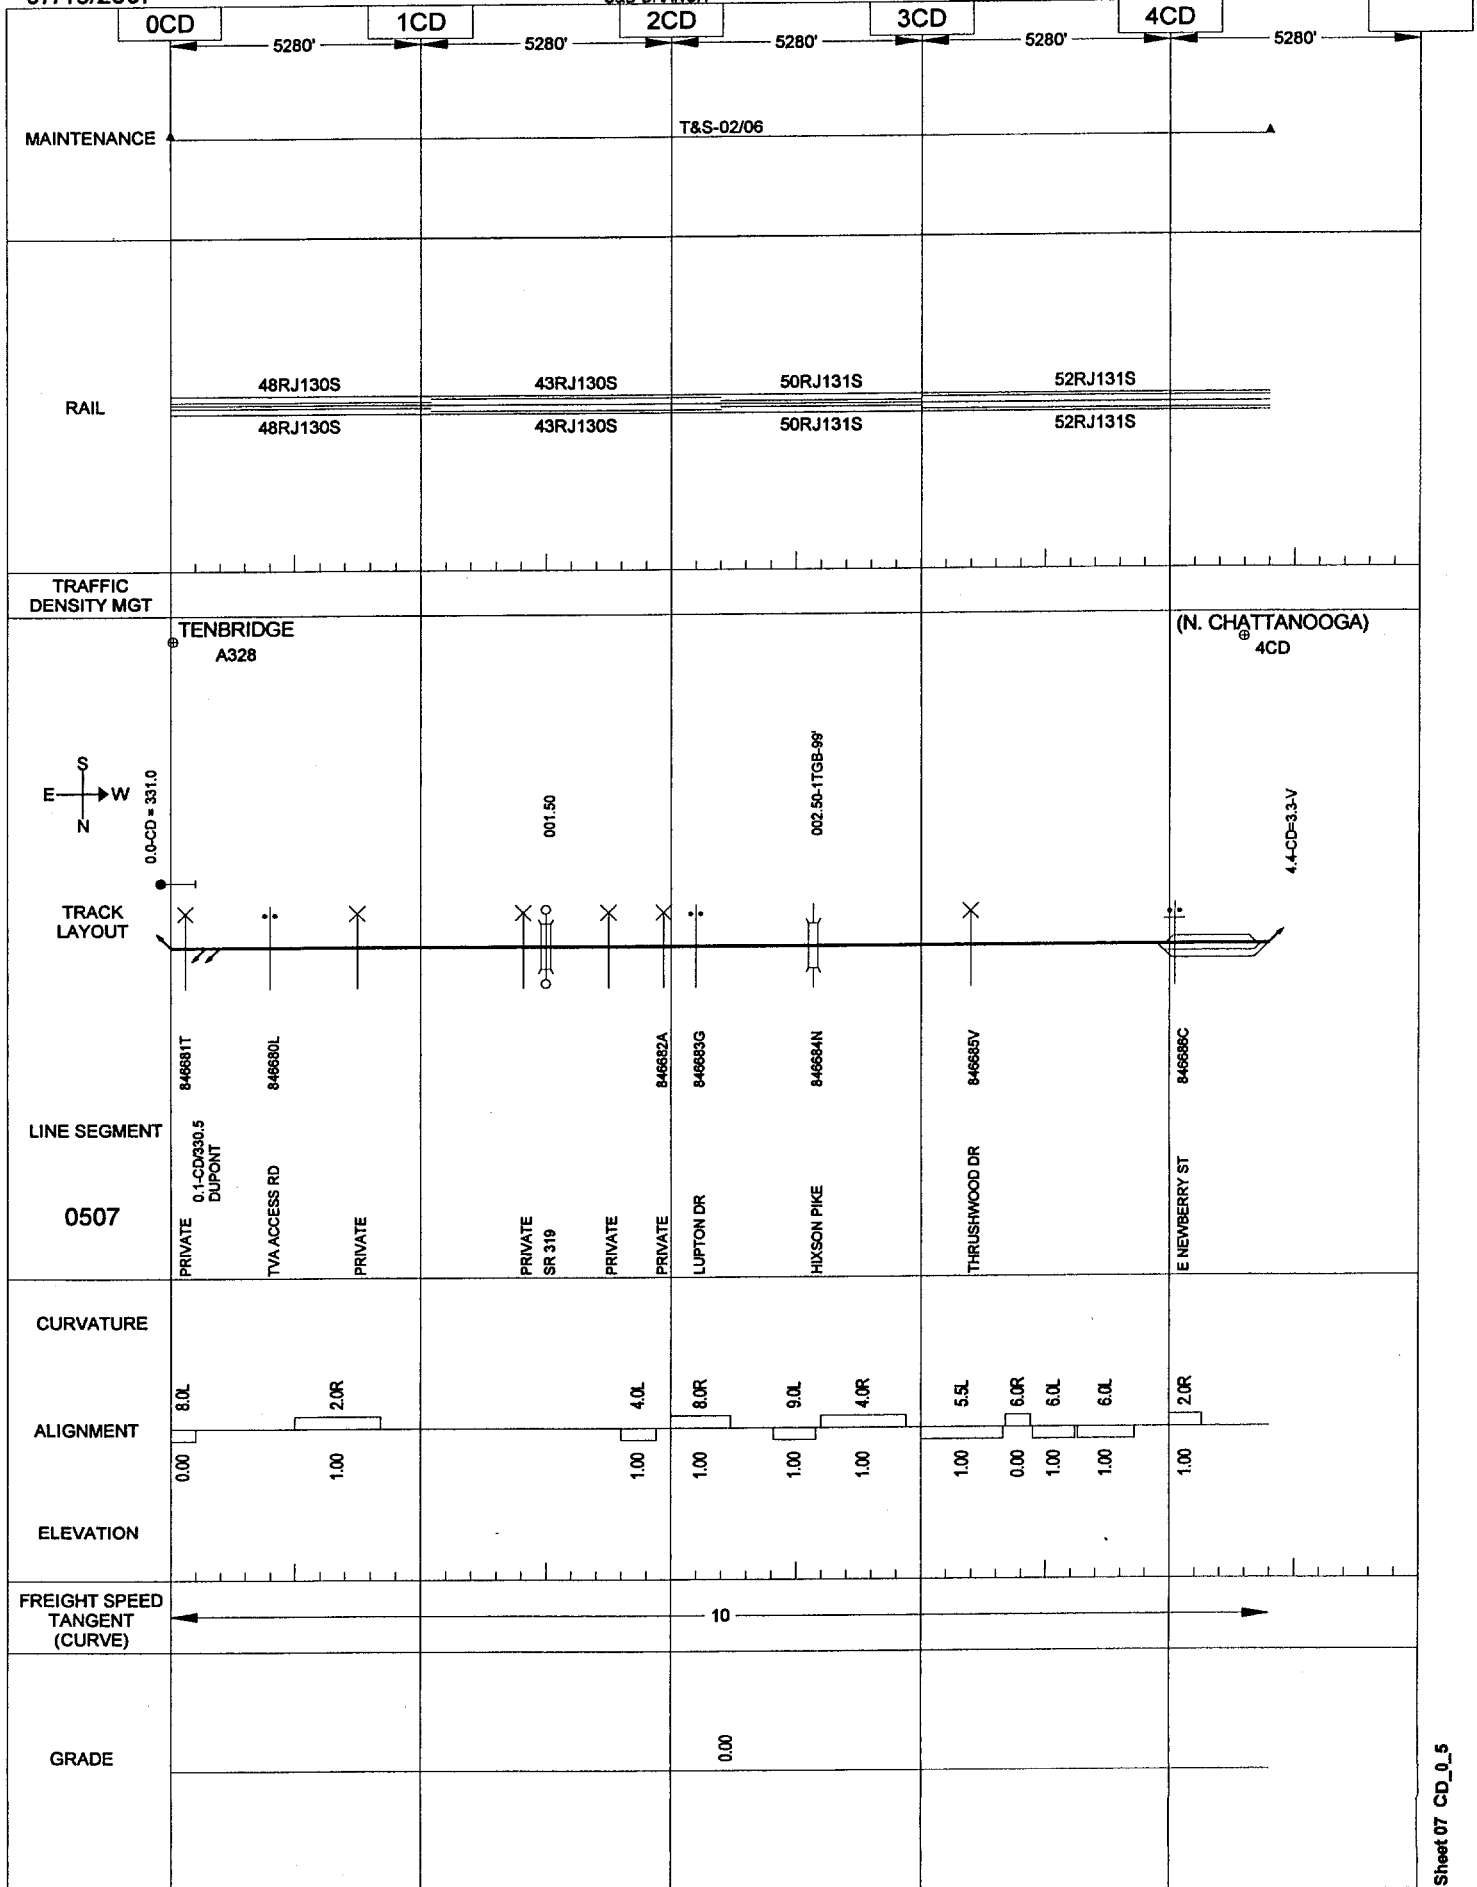 0CD 1CD 2CD 3CD 4CD
5280' 5280' 5280' 5280' 5280'
MAINTENANCE
T&S-02/06
RAIL
48RJ130S 43RJ130S 50RJ131S 52RJ131S
48RJ130S 43RJ130S 50RJ131S 52RJ131S
TRAFFIC
DENSITY MGT
TENBRIDGE
A328
(N. CHATTANOOGA)
4CD
S
E W
N
0.0-CD = 331.0
001.50
002.50-1TGB-99'
4.4-CD=3.3-V
TRACK
LAYOUT
846681T
846680L
846682A
846683G
846684N
846685V
846686C
LINE SEGMENT
0507
PRIVATE
0.1-CD/330.5
DUPONT
TVA ACCESS RD
PRIVATE
PRIVATE
SR 319
PRIVATE
PRIVATE
LUPTON DR
HIXSON PIKE
THRUSHWOOD DR
E NEWBERRY ST
CURVATURE
8.0L 2.0R 4.0L 8.0R 9.0L 4.0R 5.5L 6.0R 6.0L 6.0L 2.0R
ALIGNMENT
0.00 1.00 1.00 1.00 1.00 1.00 1.00 0.00 1.00 1.00 1.00
ELEVATION
FREIGHT SPEED
TANGENT
(CURVE)
10
GRADE
0.00
Sheet 07 CD_0_5